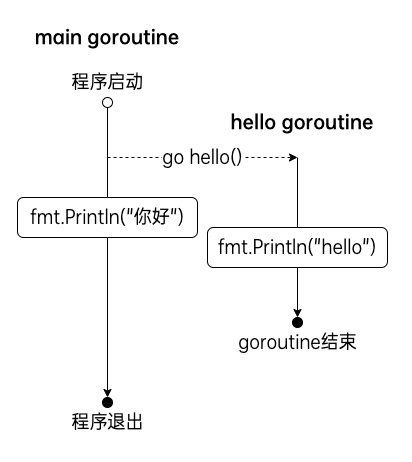 main goroutine
程序启动
hello goroutine
go hello()
fmt.Println("你好")
fmt.Println("hello")
goroutine结束
程序退出